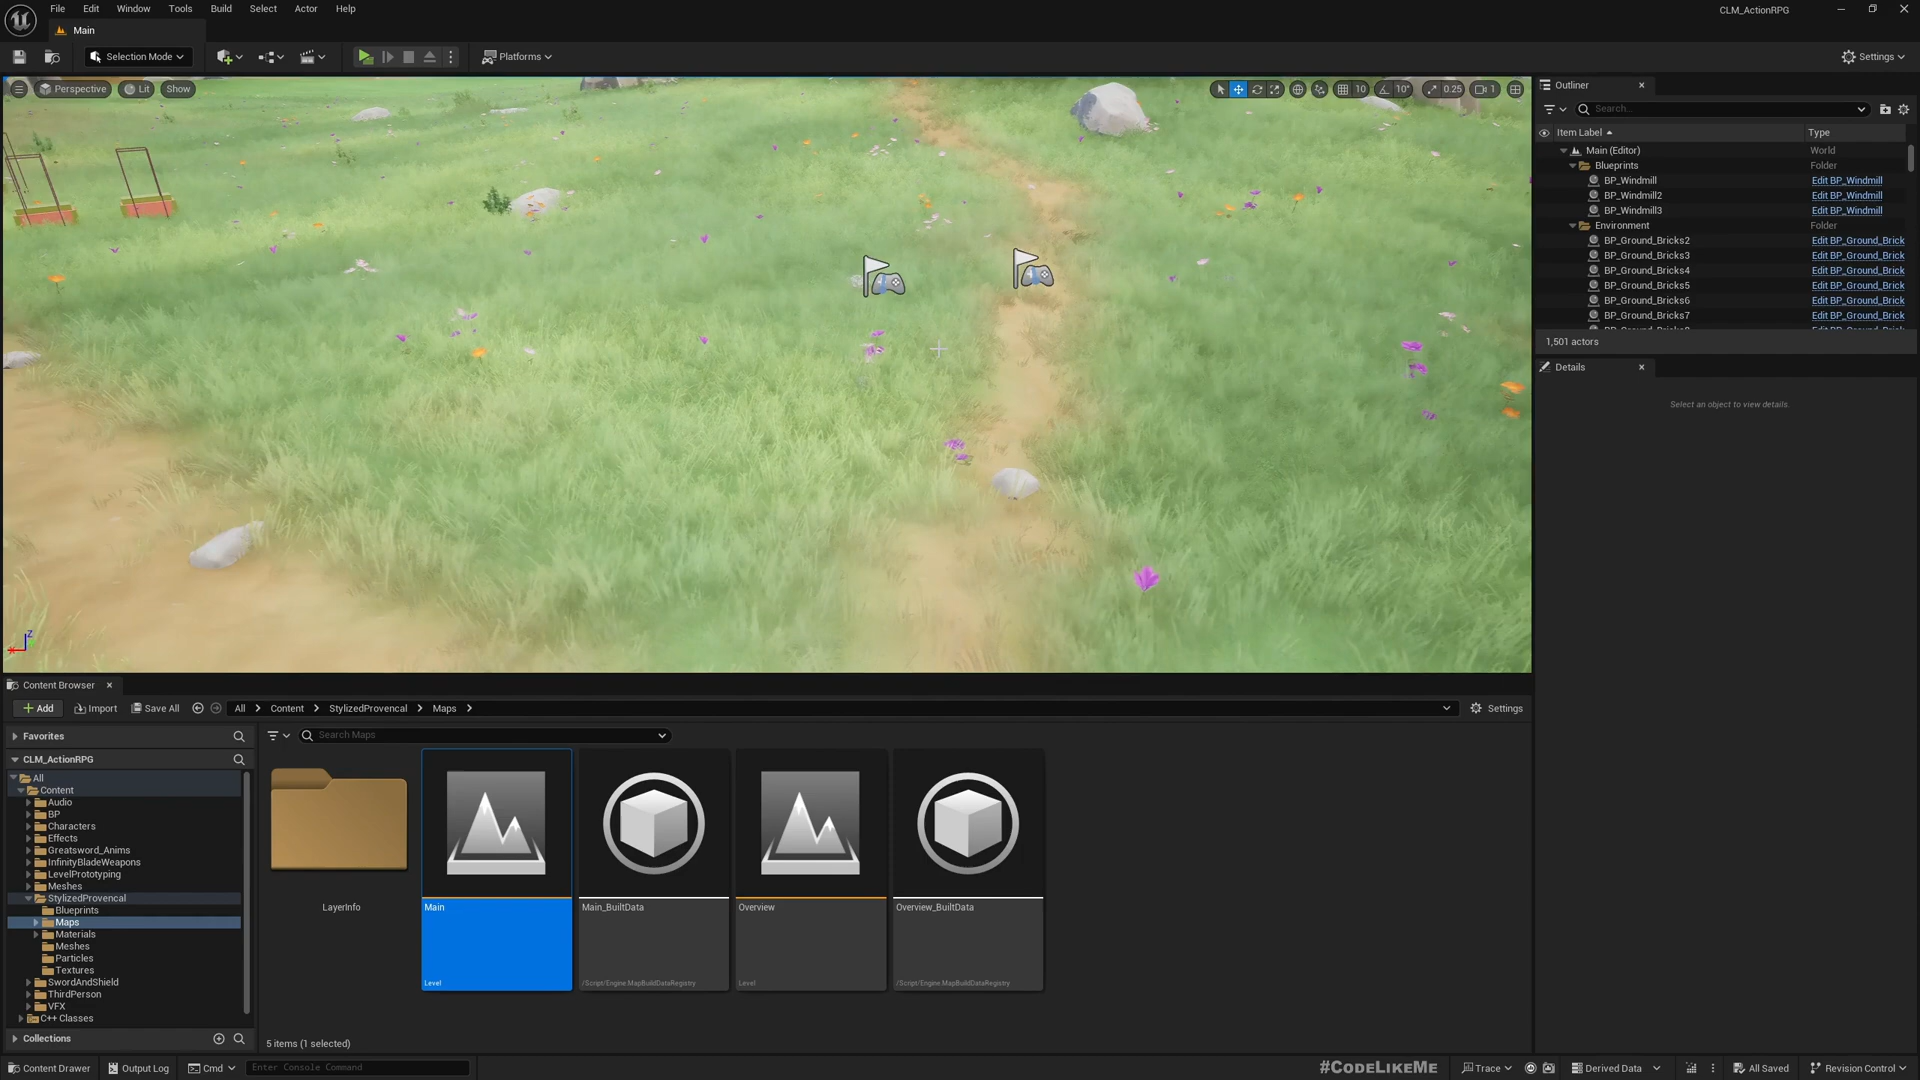 File Edit Window Tools Build Select Actor Help
CLM_ActionRPG
Main
Selection Mode
Platforms
Settings
Perspective Lit Show
10 10° 0.25 1
Outliner
Search...
Item Label Type
Main (Editor) World
Blueprints Folder
BP_Windmill Edit BP_Windmill
BP_Windmill2 Edit BP_Windmill
BP_Windmill3 Edit BP_Windmill
Environment Folder
BP_Ground_Bricks2 Edit BP_Ground_Brick
BP_Ground_Bricks3 Edit BP_Ground_Brick
BP_Ground_Bricks4 Edit BP_Ground_Brick
BP_Ground_Bricks5 Edit BP_Ground_Brick
BP_Ground_Bricks6 Edit BP_Ground_Brick
BP_Ground_Bricks7 Edit BP_Ground_Brick
1,501 actors
Details
Select an object to view details.
Z
Content Browser
Add Import Save All All Content StylizedProvencal Maps Settings
Favorites
Search Maps
CLM_ActionRPG
All
Content
Audio
BP
Characters
Effects
Greatsword_Anims
InfinityBladeWeapons
LevelPrototyping
Meshes
StylizedProvencal
Blueprints
Maps
Materials
Meshes
Particles
Textures
SwordAndShield
ThirdPerson
VFX
C++ Classes
Collections
LayerInfo
Main
Level
Main_BuiltData
/Script/Engine.MapBuildDataRegistry
Overview
Level
Overview_BuiltData
/Script/Engine.MapBuildDataRegistry
5 items (1 selected)
Content Drawer Output Log Cmd Enter Console Command
#CodeLikeMe
Trace Derived Data All Saved Revision Control